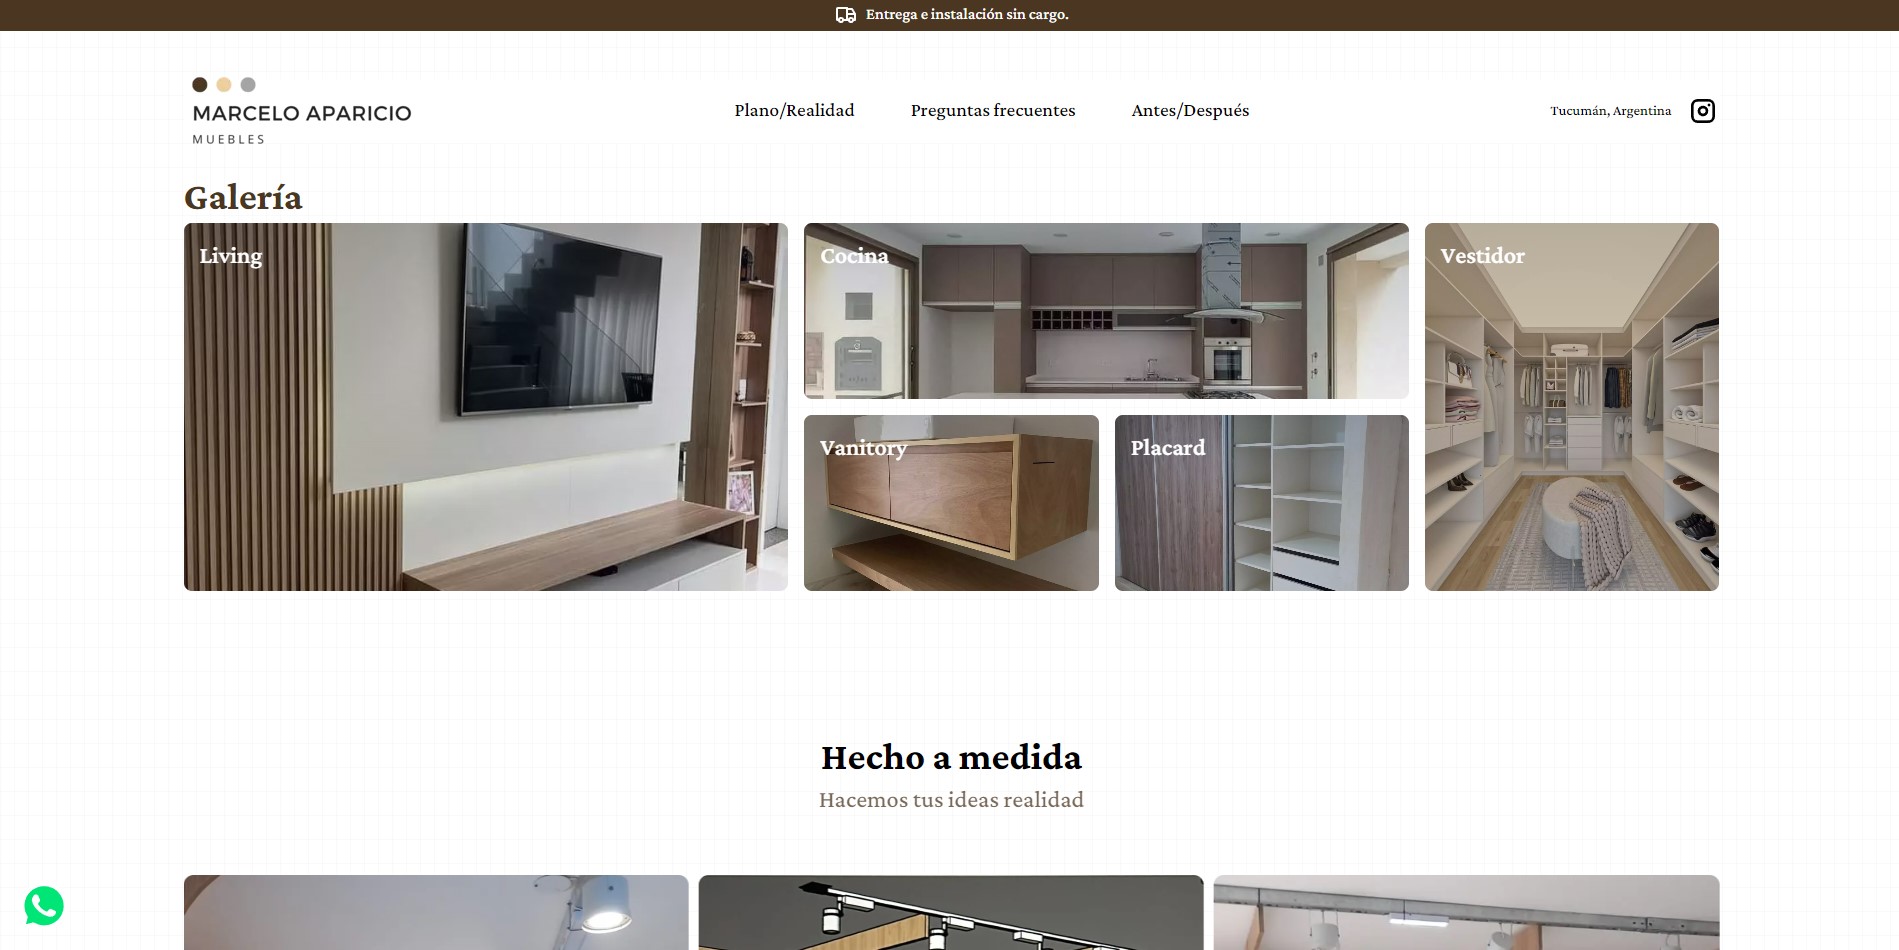 Entrega e instalación sin cargo.
MARCELO APARICIO
MUEBLES
Plano/Realidad
Preguntas frecuentes
Antes/Después
Tucumán, Argentina
Galería
Living
Cocina
Vestidor
Vanitory
Placard
Hecho a medida
Hacemos tus ideas realidad